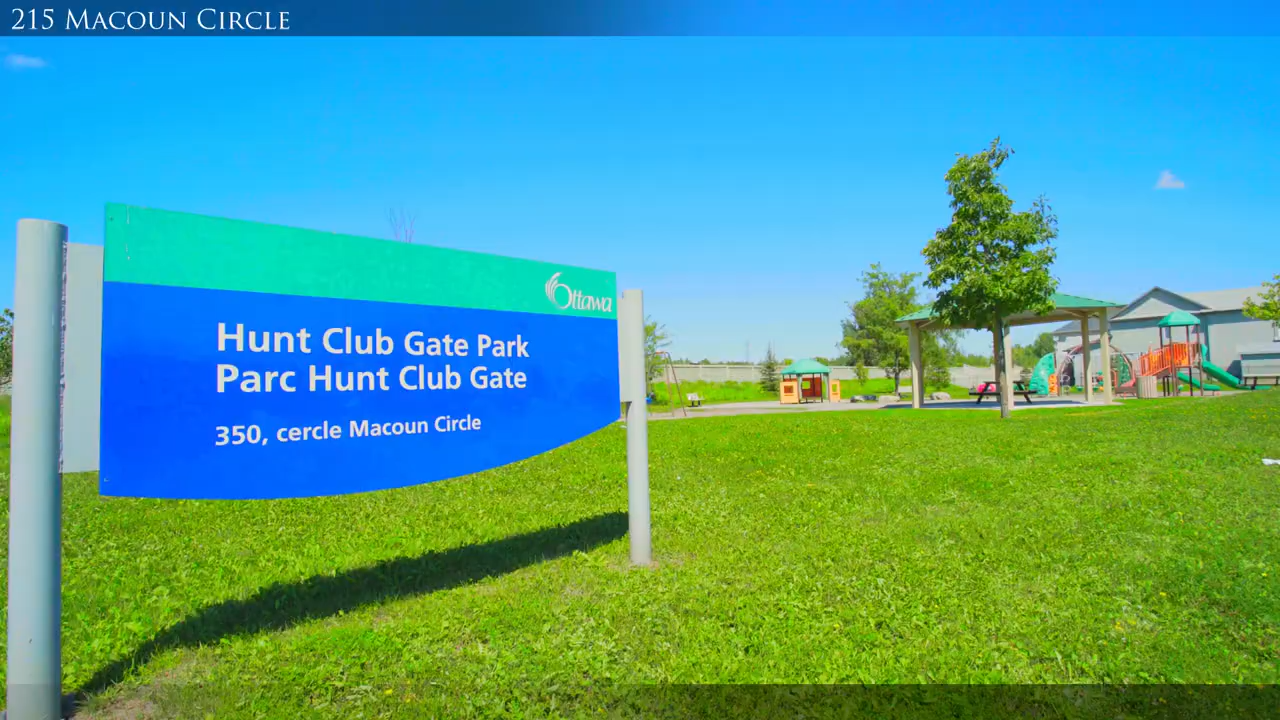 215 Macoun Circle
Ottawa
Hunt Club Gate Park
Parc Hunt Club Gate
350, cercle Macoun Circle